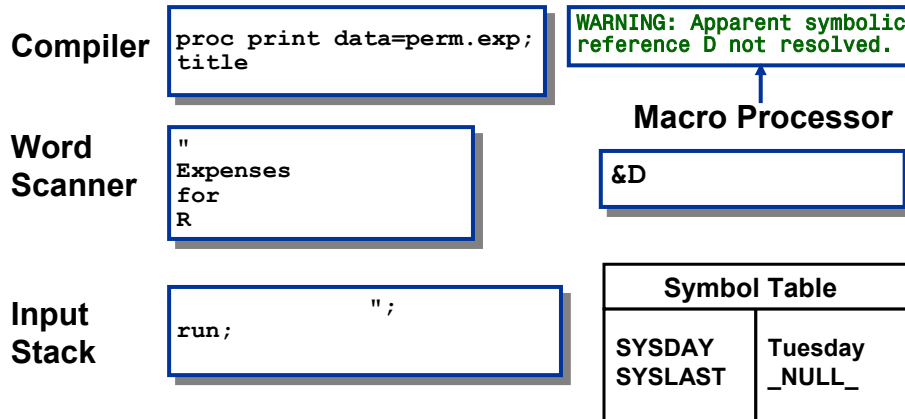 Compiler
proc print data=perm.exp;
title
WARNING: Apparent symbolic
reference D not resolved.
Macro Processor
Word
Scanner
"
Expenses
for
R
&D
Input
Stack
";
run;
Symbol Table
SYSDAY Tuesday
SYSLAST _NULL_